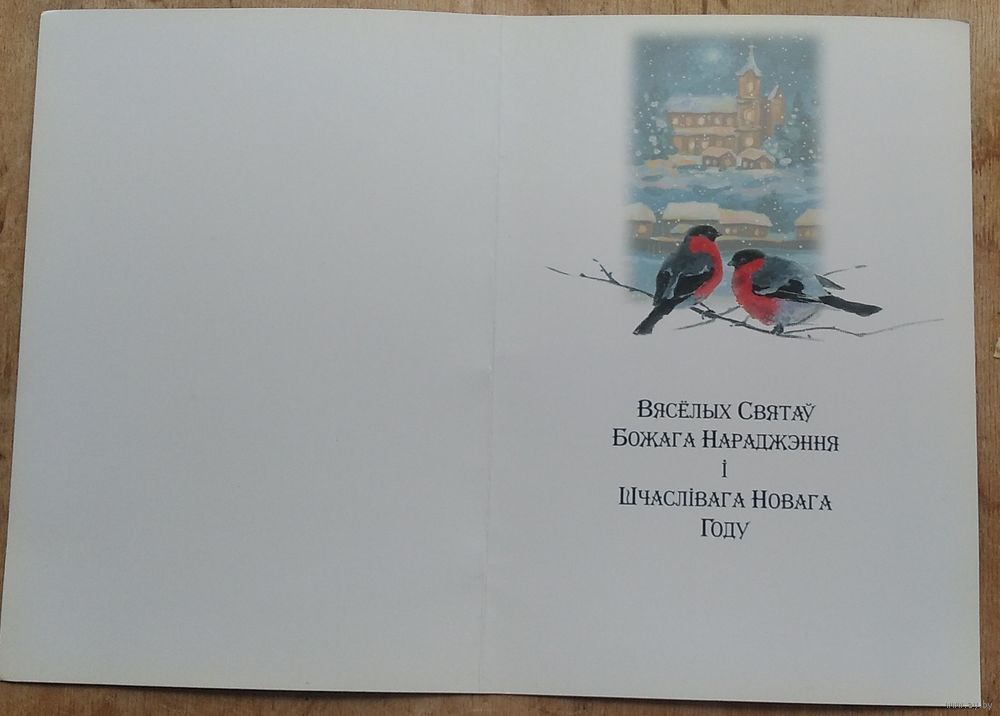 Вясёлых Святаў
Божага Нараджэння
і
Шчаслівага Новага
Году